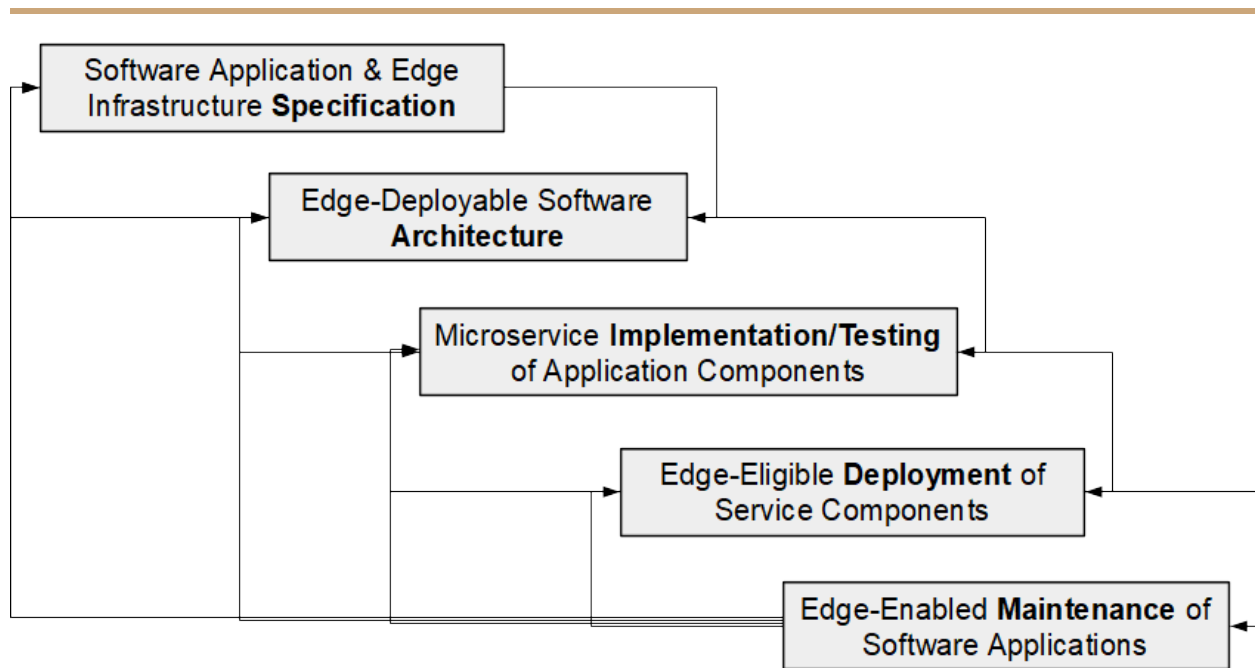 Software Application & Edge
Infrastructure Specification
Edge-Deployable Software
Architecture
Microservice Implementation/Testing
of Application Components
Edge-Eligible Deployment of
Service Components
Edge-Enabled Maintenance of
Software Applications